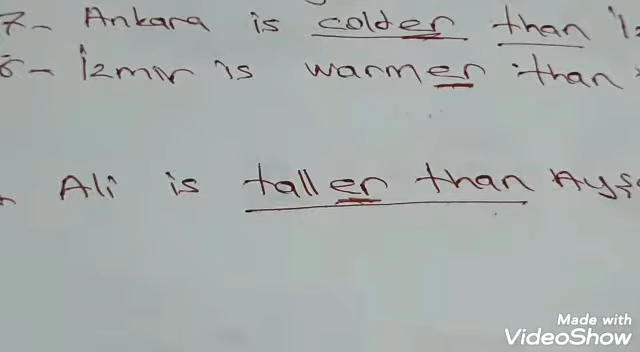 7- Ankara is colder than
8- İzmir is warmer than
Ali is taller than
Made with
VideoShow